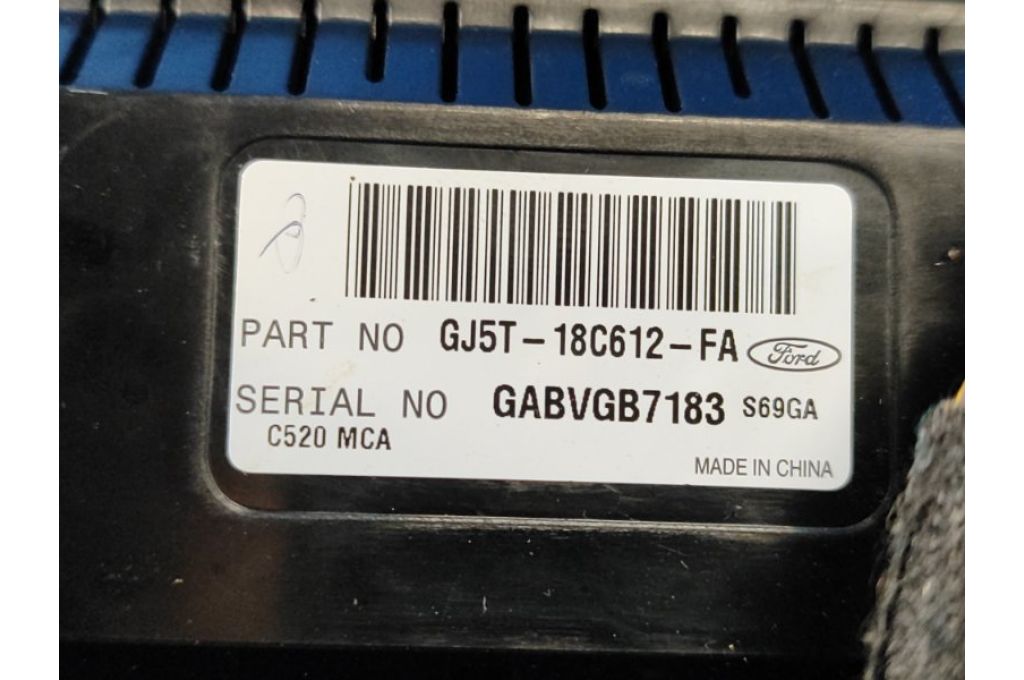 PART NO GJ5T-18C612-FA Ford
SERIAL NO GABVGB7183 S69GA
C520 MCA
MADE IN CHINA